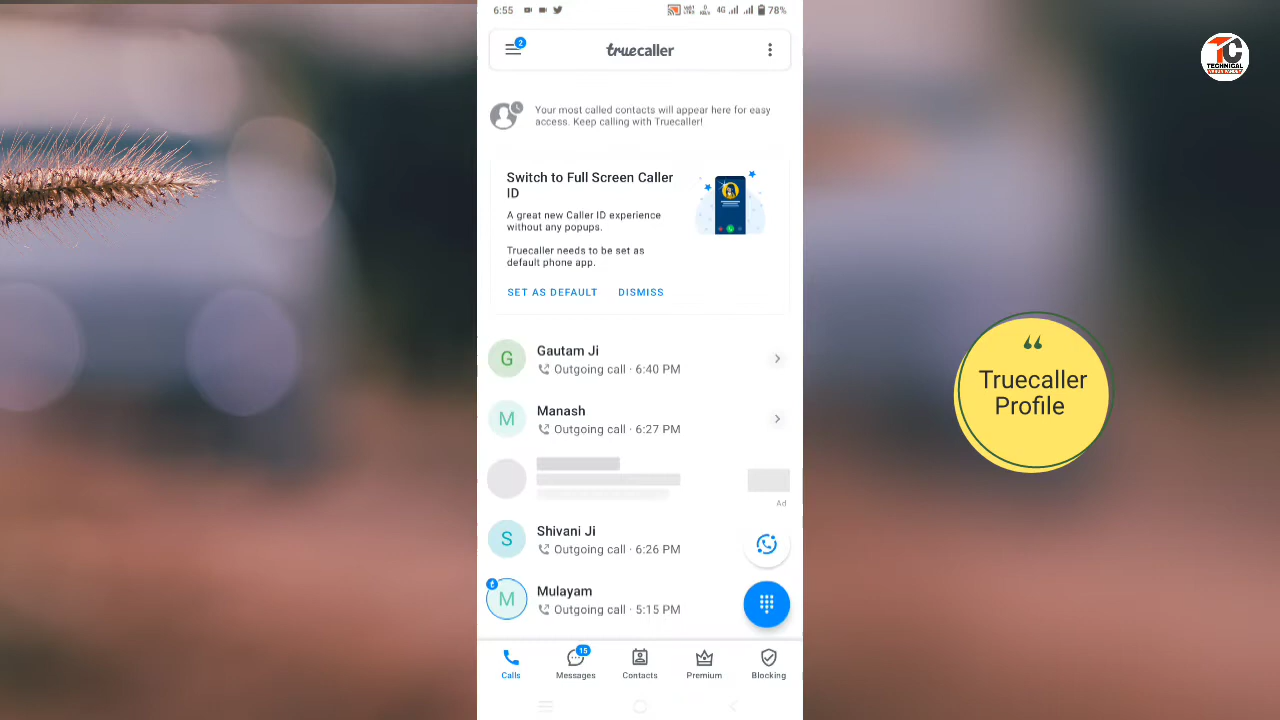 6:55
4G
78%
2
truecaller
TECHNICAL
Your most called contacts will appear here for easy
access. Keep calling with Truecaller!
Switch to Full Screen Caller
ID
A great new Caller ID experience
without any popups.
Truecaller needs to be set as
default phone app.
SET AS DEFAULT
DISMISS
G
Gautam Ji
Outgoing call · 6:40 PM
M
Manash
Outgoing call · 6:27 PM
Ad
S
Shivani Ji
Outgoing call · 6:26 PM
M
Mulayam
Outgoing call · 5:15 PM
“
Truecaller
Profile
15
Calls
Messages
Contacts
Premium
Blocking